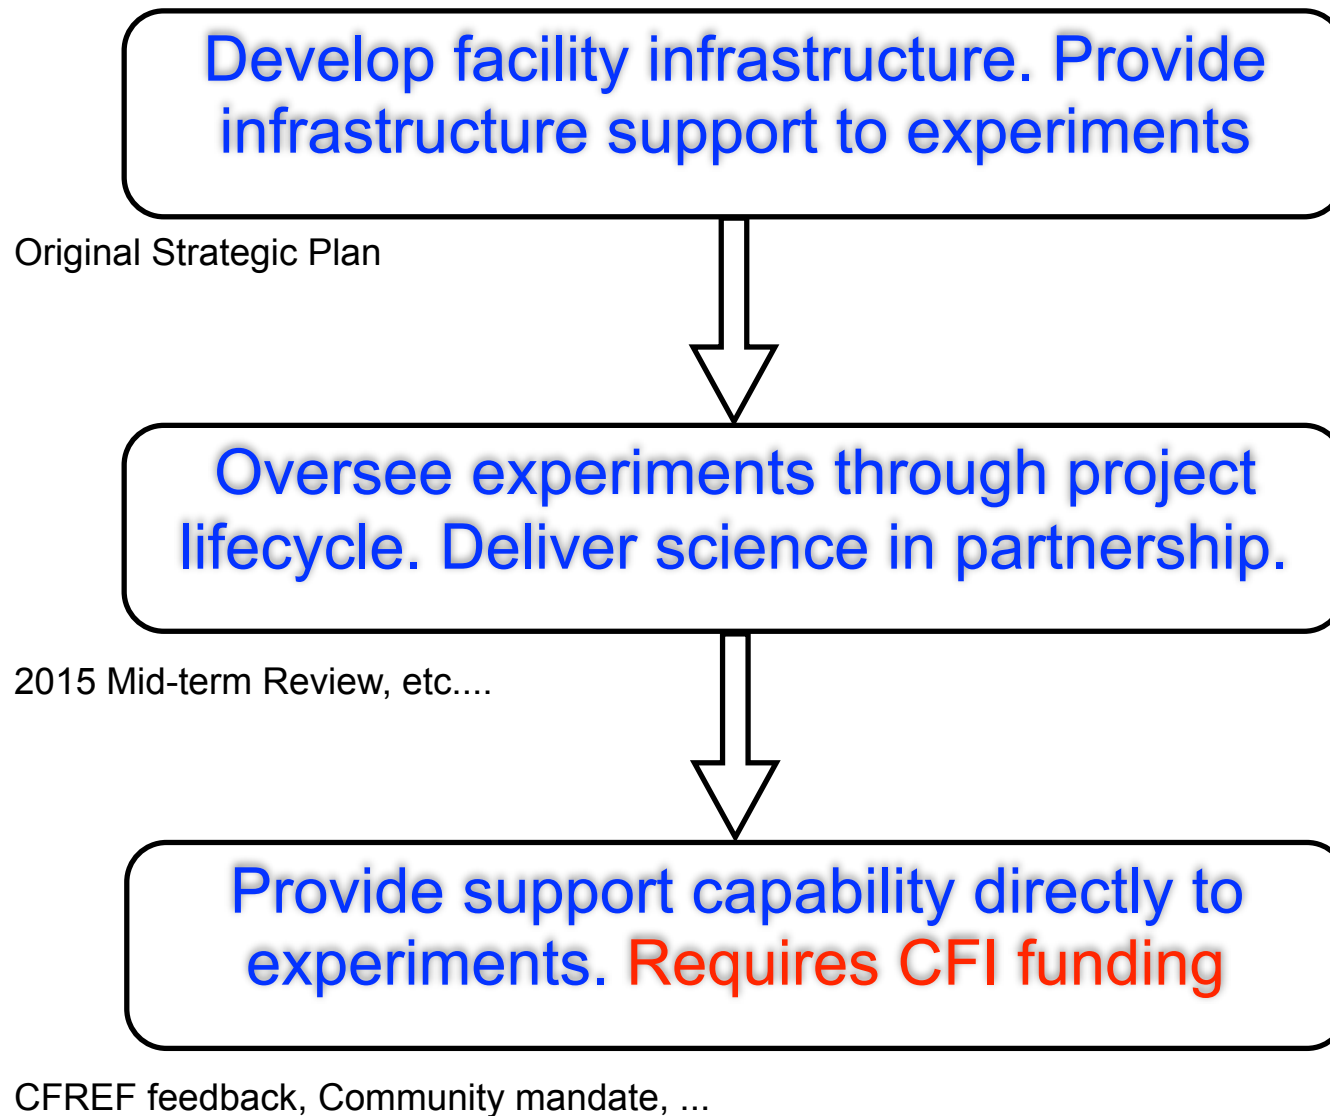 Develop facility infrastructure. Provide
infrastructure support to experiments
Original Strategic Plan
Oversee experiments through project
lifecycle. Deliver science in partnership.
2015 Mid-term Review, etc....
Provide support capability directly to
experiments. Requires CFI funding
CFREF feedback, Community mandate, ...